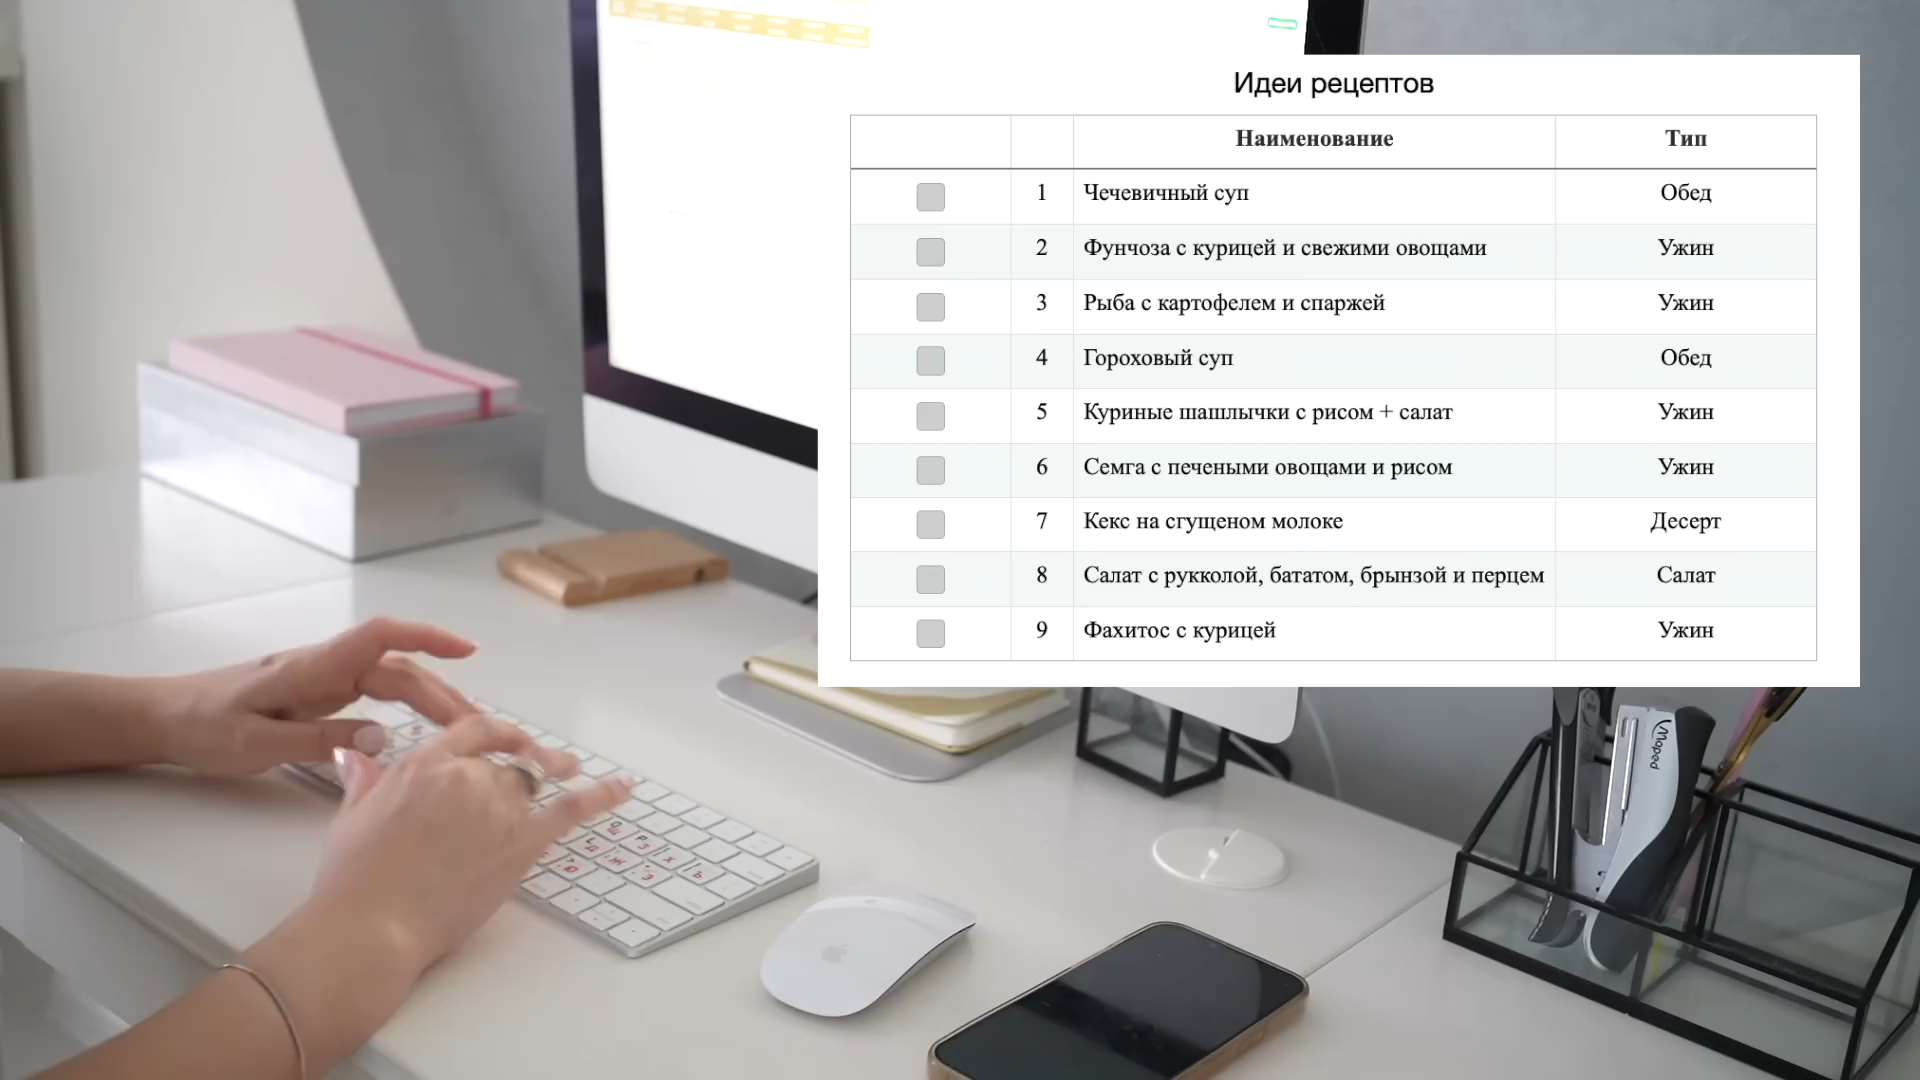 Идеи рецептов
Наименование Тип
1 Чечевичный суп Обед
2 Фунчоза с курицей и свежими овощами Ужин
3 Рыба с картофелем и спаржей Ужин
4 Гороховый суп Обед
5 Куриные шашлычки с рисом + салат Ужин
6 Семга с печеными овощами и рисом Ужин
7 Кекс на сгущеном молоке Десерт
8 Салат с рукколой, бататом, брынзой и перцем Салат
9 Фахитос с курицей Ужин
Maped